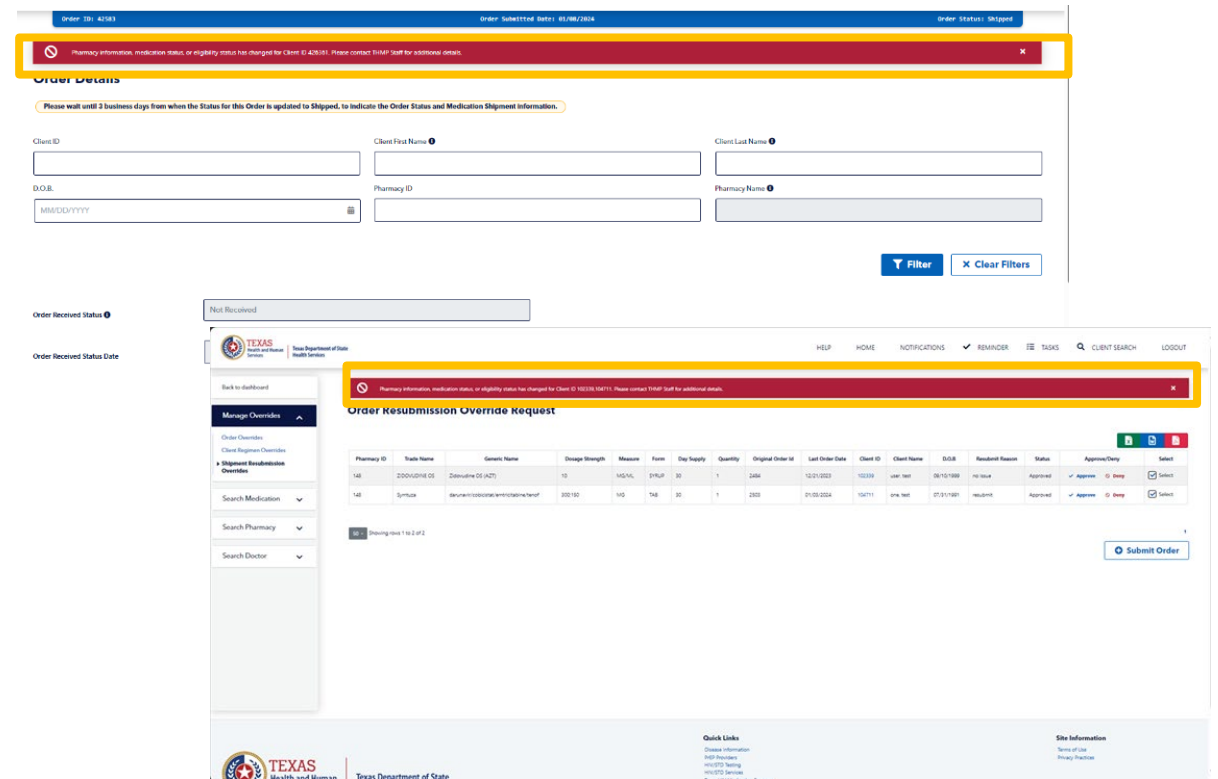 Order ID: 42583 Order Submitted Date: 01/08/2024 Order Status: Shipped
Pharmacy information, medication status, or eligibility status has changed for Client ID 426361. Please contact THMP Staff for additional details. ×
Order Details
Please wait until 3 business days from when the Status for this Order is updated to Shipped, to indicate the Order Status and Medication Shipment Information.
Client ID Client First Name Client Last Name
D.O.B. Pharmacy ID Pharmacy Name
MM/DD/YYYY
Filter × Clear Filters
Order Received Status Not Received
Order Received Status Date
TEXAS Health and Human Services Texas Department of State Health Services
HELP HOME NOTIFICATIONS REMINDER TASKS CLIENT SEARCH LOGOUT
Back to dashboard
Pharmacy information, medication status, or eligibility status has changed for Client ID 102339,104711. Please contact THMP Staff for additional details. ×
Order Resubmission Override Request
Manage Overrides
Order Overrides
Client Regimen Overrides
Shipment Resubmission Overrides
Search Medication
Search Pharmacy
Search Doctor
Pharmacy ID Trade Name Generic Name Dosage Strength Measure Form Day Supply Quantity Original Order Id Last Order Date Client ID Client Name D.O.B Resubmit Reason Status Approve/Deny Select
148 ZIDOVUDINE OS Zidovudine OS (AZT) 10 MG/ML SYRUP 30 1 2484 12/21/2023 102339 user, test 06/10/1999 no issue Approved Approve Deny Select
148 Symtuza darunavir/cobicistat/emtricitabine/tenof 300;150 MG TAB 30 1 2503 01/03/2024 104711 one, test 07/31/1991 resubmit Approved Approve Deny Select
50 Showing rows 1 to 2 of 2 1
Submit Order
Quick Links
Disease Information
PHEP Providers
HIV/STD Testing
HIV/STD Services
Site Information
Terms of Use
Privacy Practices
TEXAS
Health and Human
Texas Department of State